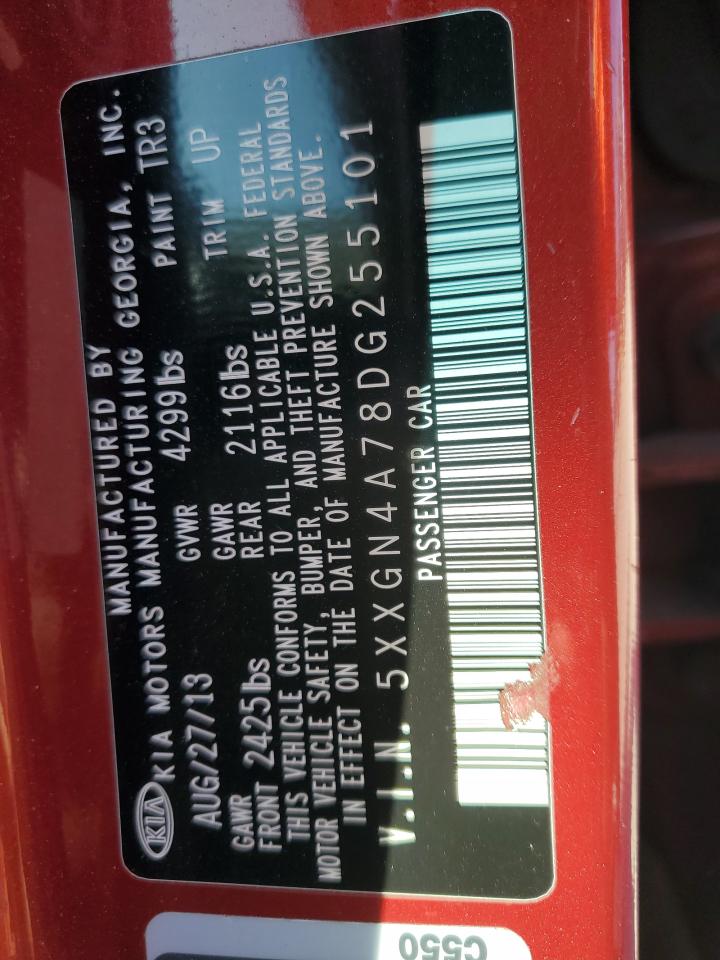 MANUFACTURED BY
KIA KIA MOTORS MANUFACTURING GEORGIA, INC.
AUG/27/13 GVWR 4299lbs PAINT TR3
GAWR FRONT 2425lbs GAWR REAR 2116lbs TRIM UP
THIS VEHICLE CONFORMS TO ALL APPLICABLE U.S.A. FEDERAL
MOTOR VEHICLE SAFETY, BUMPER, AND THEFT PREVENTION STANDARDS
IN EFFECT ON THE DATE OF MANUFACTURE SHOWN ABOVE.
V.I.N. 5XXGN4A78DG255101
PASSENGER CAR
C550